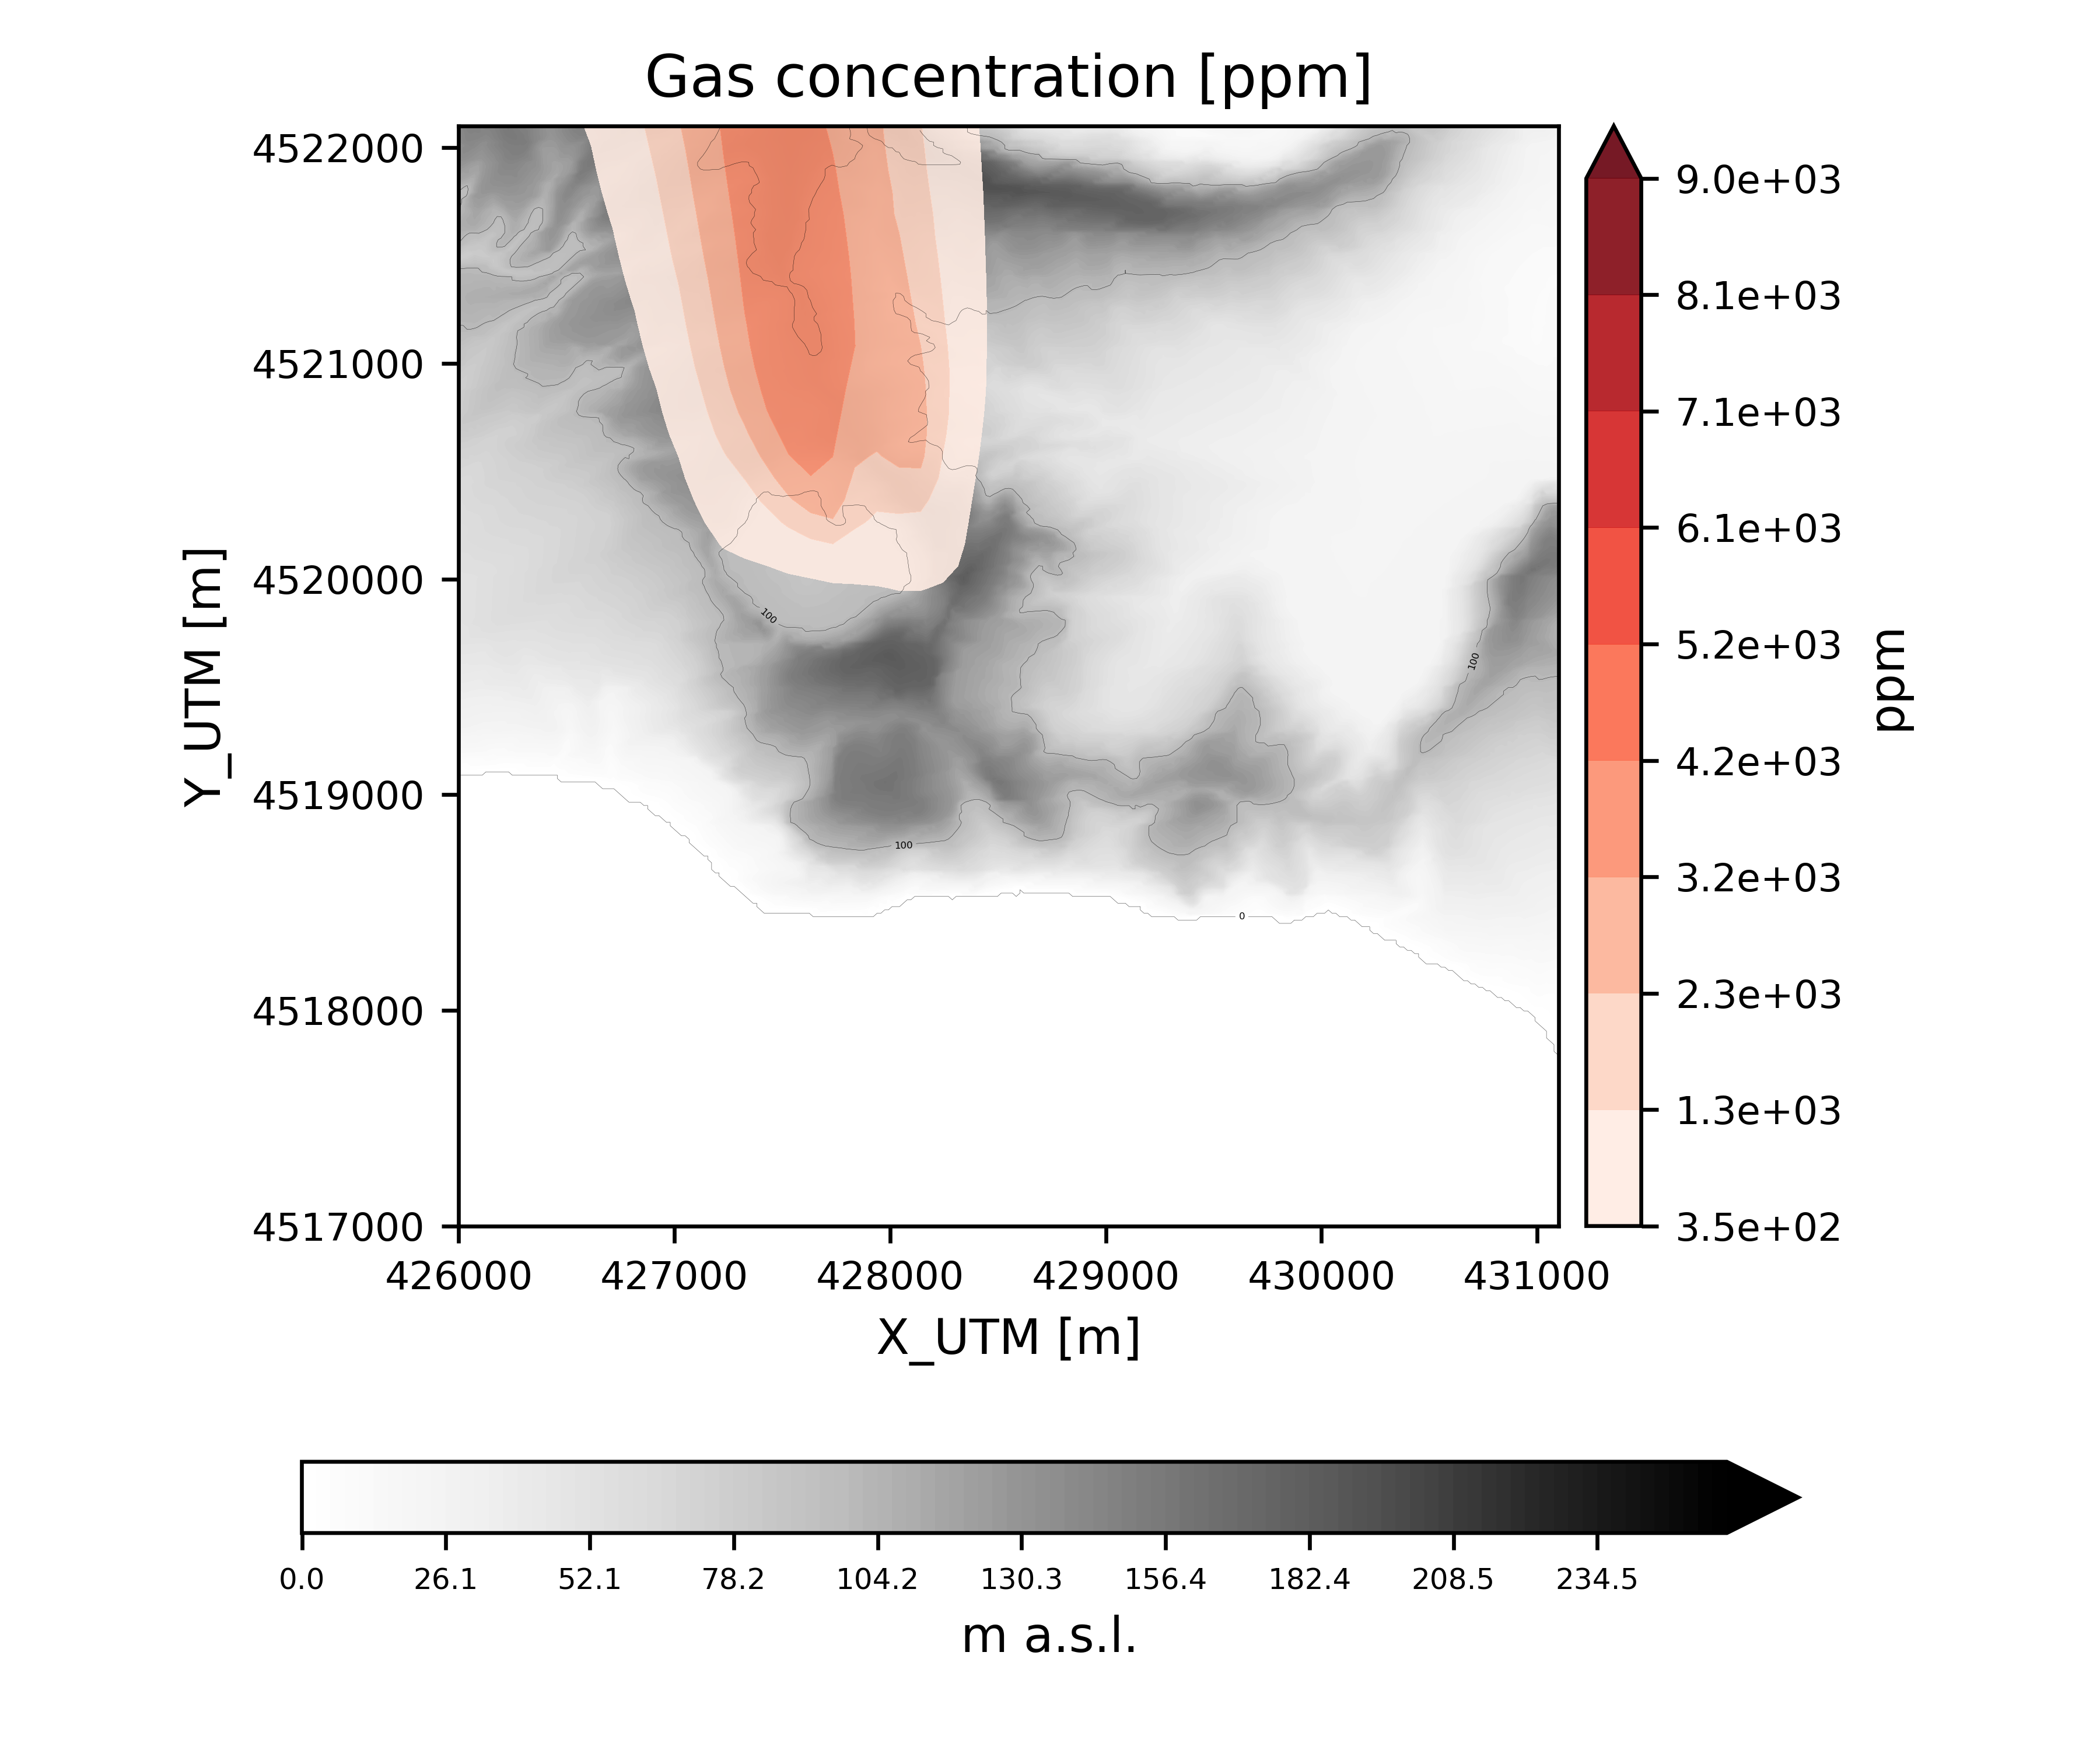 Gas concentration [ppm]
4522000
4521000
4520000
4519000
4518000
4517000
Y_UTM [m]
100
100
100
0
426000 427000 428000 429000 430000 431000
X_UTM [m]
9.0e+03
8.1e+03
7.1e+03
6.1e+03
5.2e+03
4.2e+03
3.2e+03
2.3e+03
1.3e+03
3.5e+02
ppm
0.0 26.1 52.1 78.2 104.2 130.3 156.4 182.4 208.5 234.5
m a.s.l.